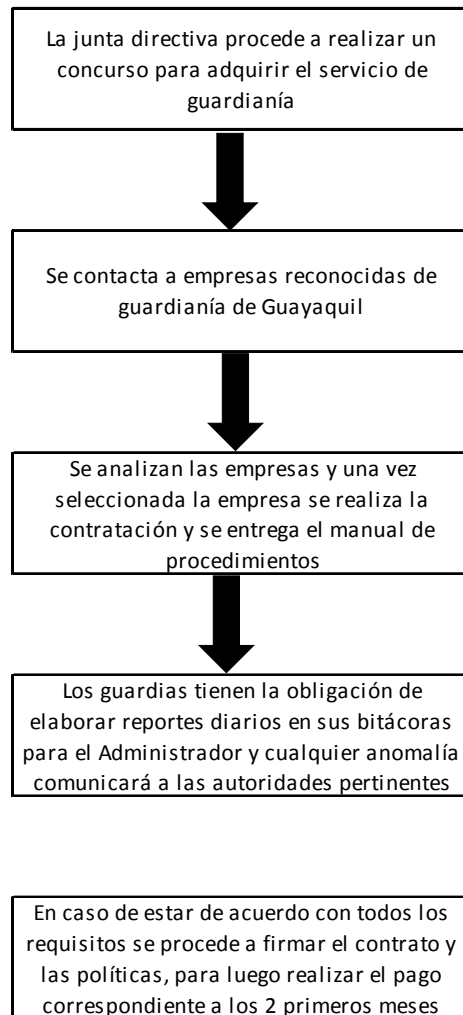 La junta directiva procede a realizar un
concurso para adquirir el servicio de
guardianía
Se contacta a empresas reconocidas de
guardianía de Guayaquil
Se analizan las empresas y una vez
seleccionada la empresa se realiza la
contratación y se entrega el manual de
procedimientos
Los guardias tienen la obligación de
elaborar reportes diarios en sus bitácoras
para el Administrador y cualquier anomalía
comunicará a las autoridades pertinentes
En caso de estar de acuerdo con todos los
requisitos se procede a firmar el contrato y
las políticas, para luego realizar el pago
correspondiente a los 2 primeros meses